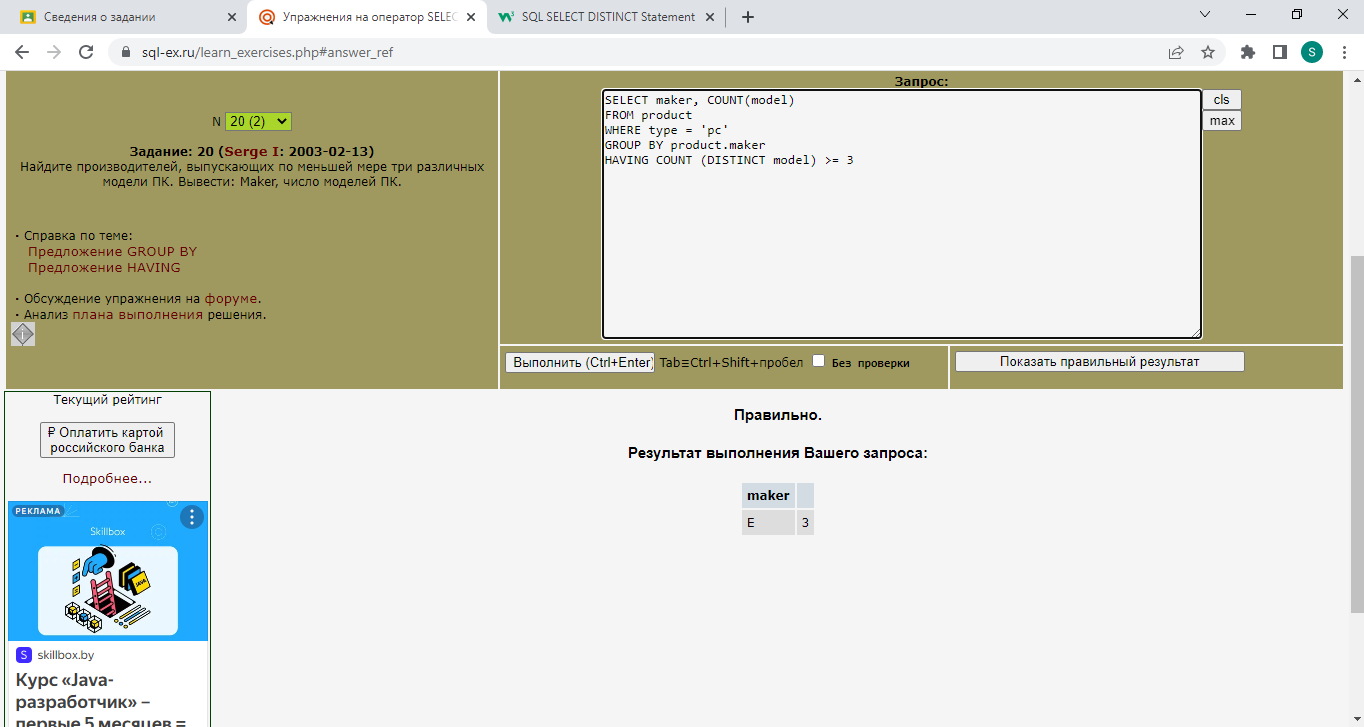 Сведения о задании
Упражнения на оператор SELEC
SQL SELECT DISTINCT Statement
sql-ex.ru/learn_exercises.php#answer_ref
S
N 20 (2)
Задание: 20 (Serge I: 2003-02-13)
Найдите производителей, выпускающих по меньшей мере три различных
модели ПК. Вывести: Maker, число моделей ПК.
· Справка по теме:
Предложение GROUP BY
Предложение HAVING
· Обсуждение упражнения на форуме.
· Анализ плана выполнения решения.
Запрос:
SELECT maker, COUNT(model)
FROM product
WHERE type = 'pc'
GROUP BY product.maker
HAVING COUNT (DISTINCT model) >= 3
cls
max
Выполнить (Ctrl+Enter) Tab≡Ctrl+Shift+пробел Без проверки
Показать правильный результат
Текущий рейтинг
₽ Оплатить картой
российского банка
Подробнее...
РЕКЛАМА
Skillbox
JAVA
S skillbox.by
Курс «Java-
разработчик» –
первые 5 месяцев =
Правильно.
Результат выполнения Вашего запроса:
maker
E 3